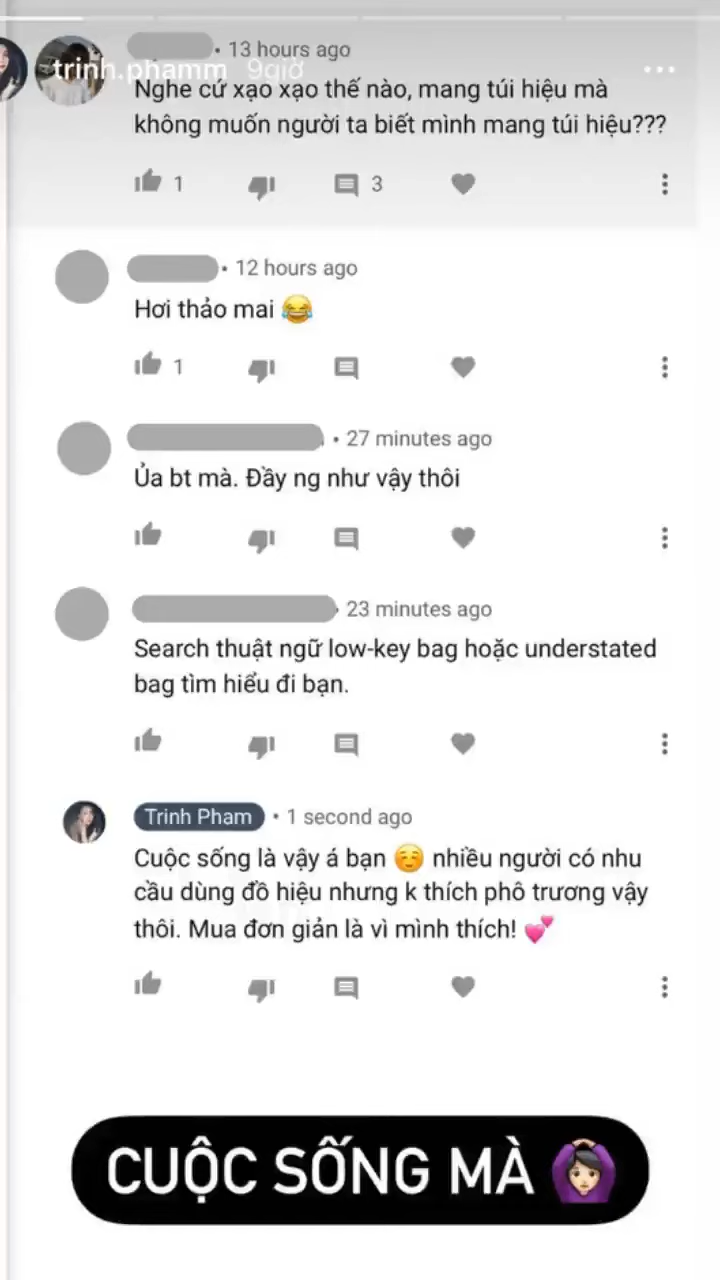 • 13 hours ago
trinh.phamm 9giờ
Nghe cứ xạo xạo thế nào, mang túi hiệu mà
không muốn người ta biết mình mang túi hiệu???
1 3
• 12 hours ago
Hơi thảo mai 😂
1
• 27 minutes ago
Ủa bt mà. Đầy ng như vậy thôi
23 minutes ago
Search thuật ngữ low-key bag hoặc understated
bag tìm hiểu đi bạn.
Trinh Pham • 1 second ago
Cuộc sống là vậy á bạn ☺️ nhiều người có nhu
cầu dùng đồ hiệu nhưng k thích phô trương vậy
thôi. Mua đơn giản là vì mình thích! 💕
CUỘC SỐNG MÀ 🙆🏻‍♀️